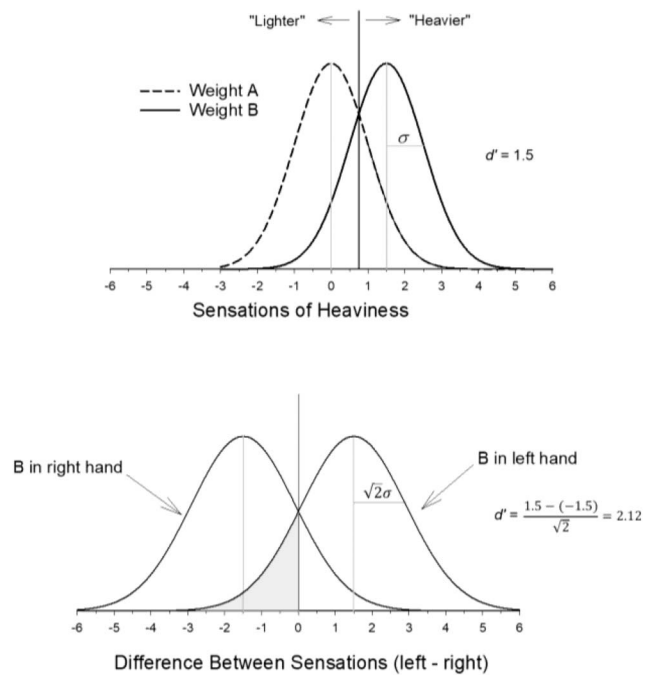 "Lighter" "Heavier"
Weight A
Weight B
σ
d' = 1.5
-6 -5 -4 -3 -2 -1 0 1 2 3 4 5 6
Sensations of Heaviness
B in right hand
B in left hand
√2σ
d' = 1.5 − (−1.5) / √2 = 2.12
-6 -5 -4 -3 -2 -1 0 1 2 3 4 5 6
Difference Between Sensations (left - right)